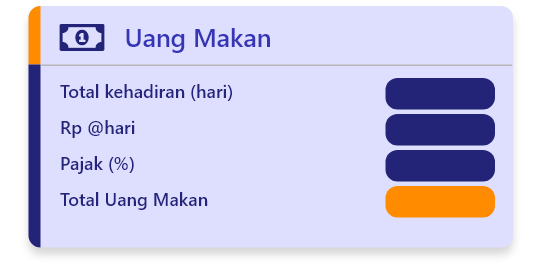 Uang Makan
Total kehadiran (hari)
Rp @hari
Pajak (%)
Total Uang Makan